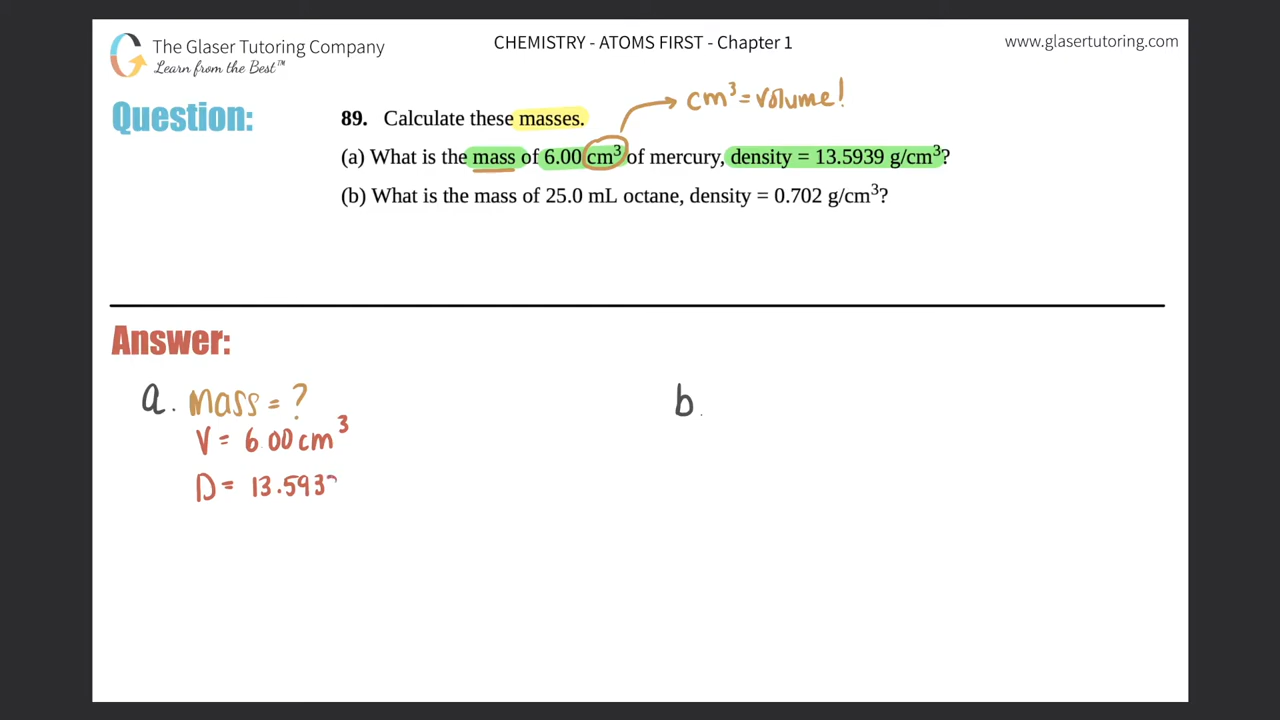 The Glaser Tutoring Company
Learn from the Best™
CHEMISTRY - ATOMS FIRST - Chapter 1
www.glasertutoring.com
Question:
cm³ = volume!
89. Calculate these masses.
(a) What is the mass of 6.00 cm³ of mercury, density = 13.5939 g/cm³?
(b) What is the mass of 25.0 mL octane, density = 0.702 g/cm³?
Answer:
a. mass = ?
V = 6.00 cm³
D = 13.593
b.